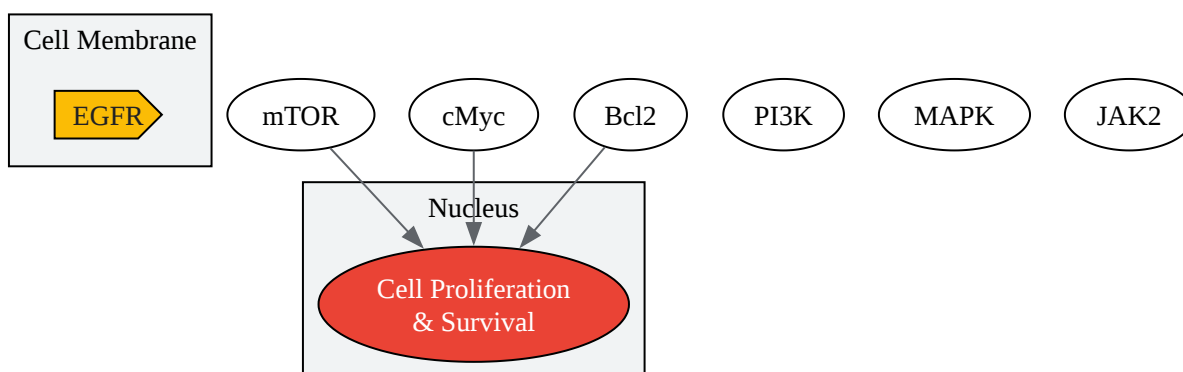 Cell Membrane
EGFR
mTOR
cMyc
Bcl2
PI3K
MAPK
JAK2
Nucleus
Cell Proliferation
& Survival